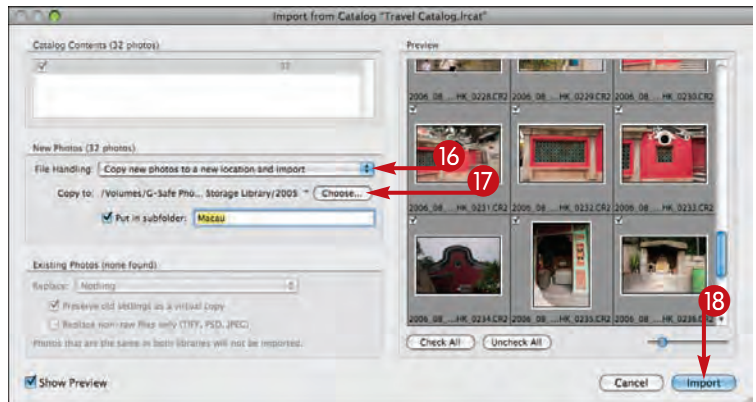 Import from Catalog "Travel Catalog.lrcat"
Catalog Contents (32 photos)
32
New Photos (32 photos)
File Handling: Copy new photos to a new location and import
16
Copy to: /Volumes/G-Safe Pho... Storage Library/2005
Choose...
17
Put in subfolder: Macau
Existing Photos (none found)
Replace: Nothing
Preserve old settings as a virtual copy
Replace non-raw files only (TIFF, PSD, JPEG)
Photos that are the same in both libraries will not be imported.
Show Preview
Preview
2006_08_...HK_0228.CR2 2006_08_...HK_0229.CR2 2006_08_...HK_0230.CR2
2006_08_...HK_0231.CR2 2006_08_...HK_0232.CR2 2006_08_...HK_0233.CR2
2006_08_...HK_0234.CR2 2006_08_...HK_0235.CR2 2006_08_...HK_0236.CR2
18
Check All Uncheck All
Cancel Import